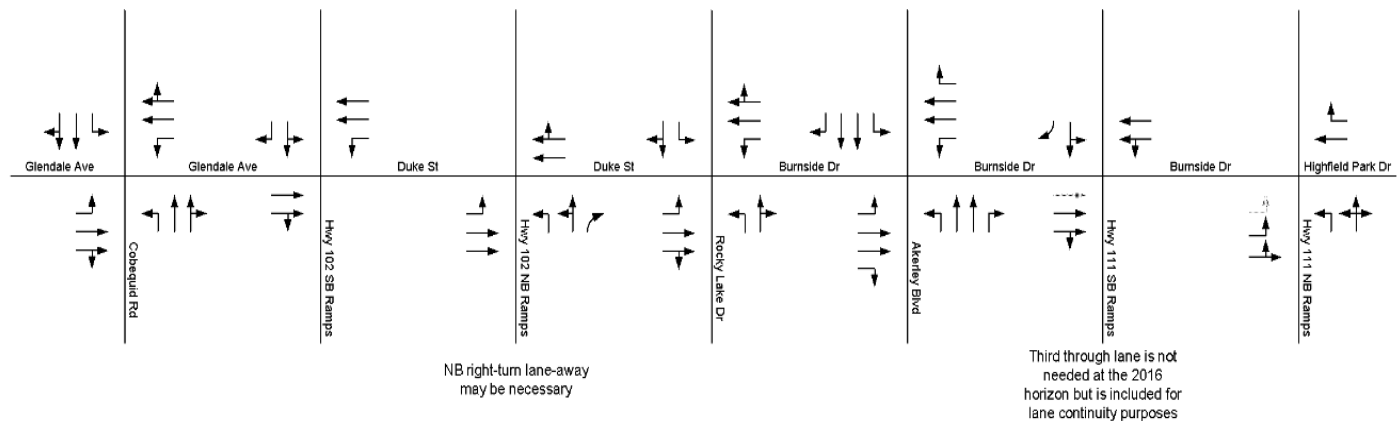 Glendale Ave
Glendale Ave
Duke St
Duke St
Burnside Dr
Burnside Dr
Burnside Dr
Highfield Park Dr
Cobequid Rd
Hwy 102 SB Ramps
Hwy 102 NB Ramps
Rocky Lake Dr
Akerley Blvd
Hwy 111 SB Ramps
Hwy 111 NB Ramps
NB right-turn lane-away
may be necessary
Third through lane is not
needed at the 2016
horizon but is included for
lane continuity purposes